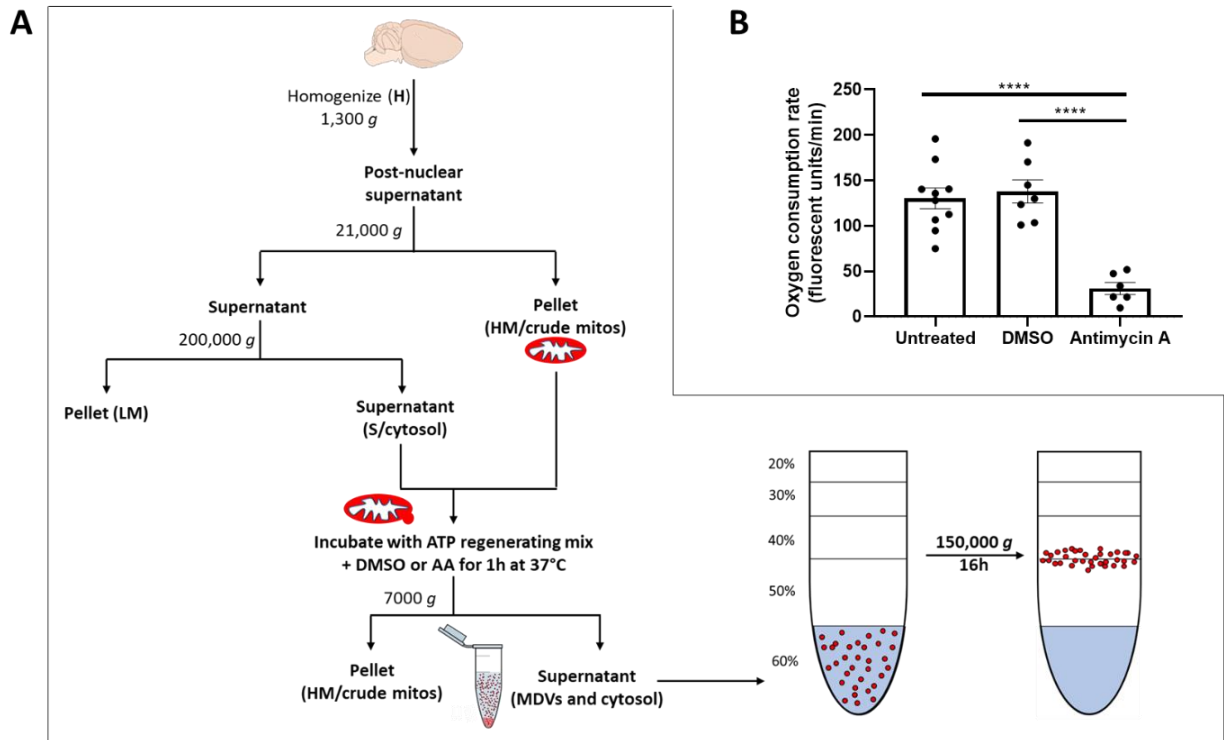 A
Homogenize (H)
1,300 g
Post-nuclear
supernatant
21,000 g
Supernatant
Pellet
(HM/crude mitos)
200,000 g
Pellet (LM)
Supernatant
(S/cytosol)
Incubate with ATP regenerating mix
+ DMSO or AA for 1h at 37°C
7000 g
Pellet
(HM/crude mitos)
Supernatant
(MDVs and cytosol)
20%
30%
40%
50%
60%
150,000 g
16h
B
Oxygen consumption rate
(fluorescent units/min)
250
200
150
100
50
0
****
****
Untreated
DMSO
Antimycin A